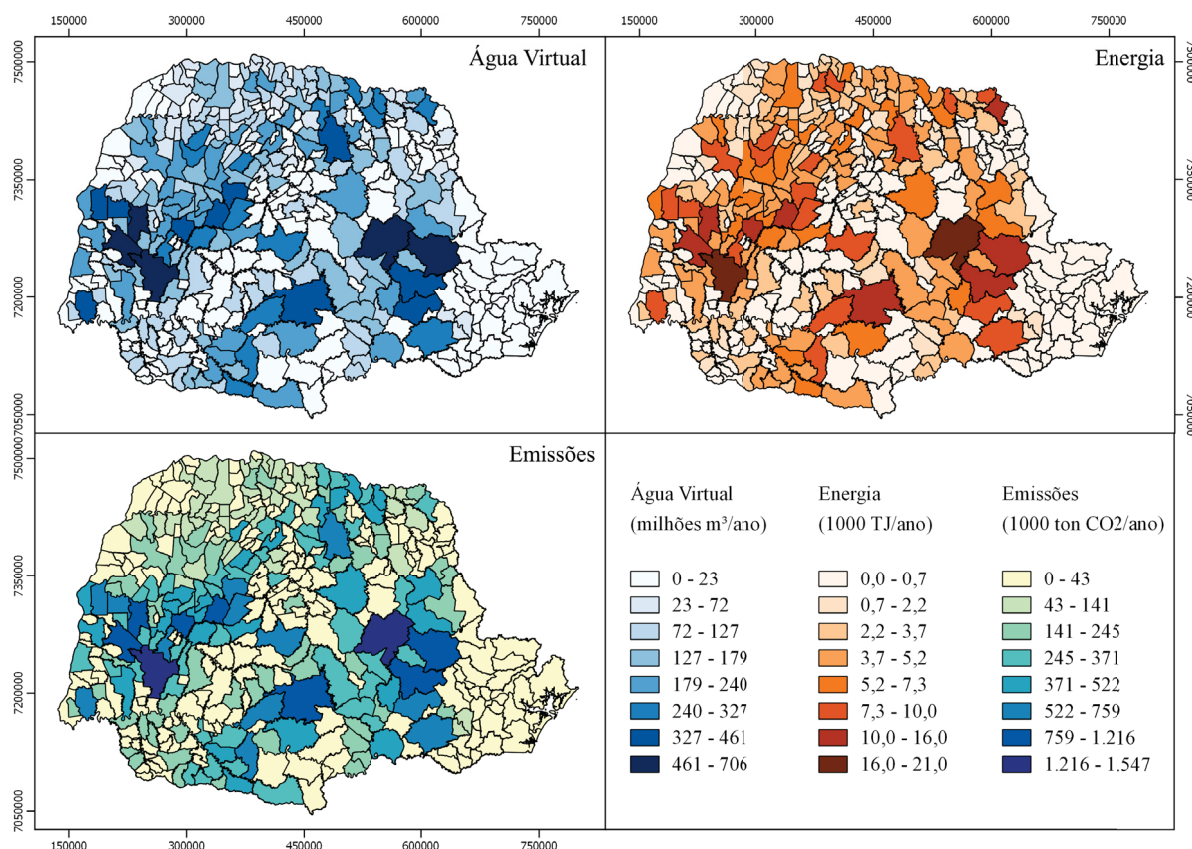 150000 300000 450000 600000 750000 150000 300000 450000 600000 750000
Água Virtual
Energia
7500000
7350000
7200000
7050000
7500000
7350000
7200000
7050000
Emissões
7500000
7350000
7200000
7050000
Água Virtual
(milhões m³/ano)
0 - 23
23 - 72
72 - 127
127 - 179
179 - 240
240 - 327
327 - 461
461 - 706
Energia
(1000 TJ/ano)
0,0 - 0,7
0,7 - 2,2
2,2 - 3,7
3,7 - 5,2
5,2 - 7,3
7,3 - 10,0
10,0 - 16,0
16,0 - 21,0
Emissões
(1000 ton CO2/ano)
0 - 43
43 - 141
141 - 245
245 - 371
371 - 522
522 - 759
759 - 1.216
1.216 - 1.547
150000 300000 450000 600000 750000